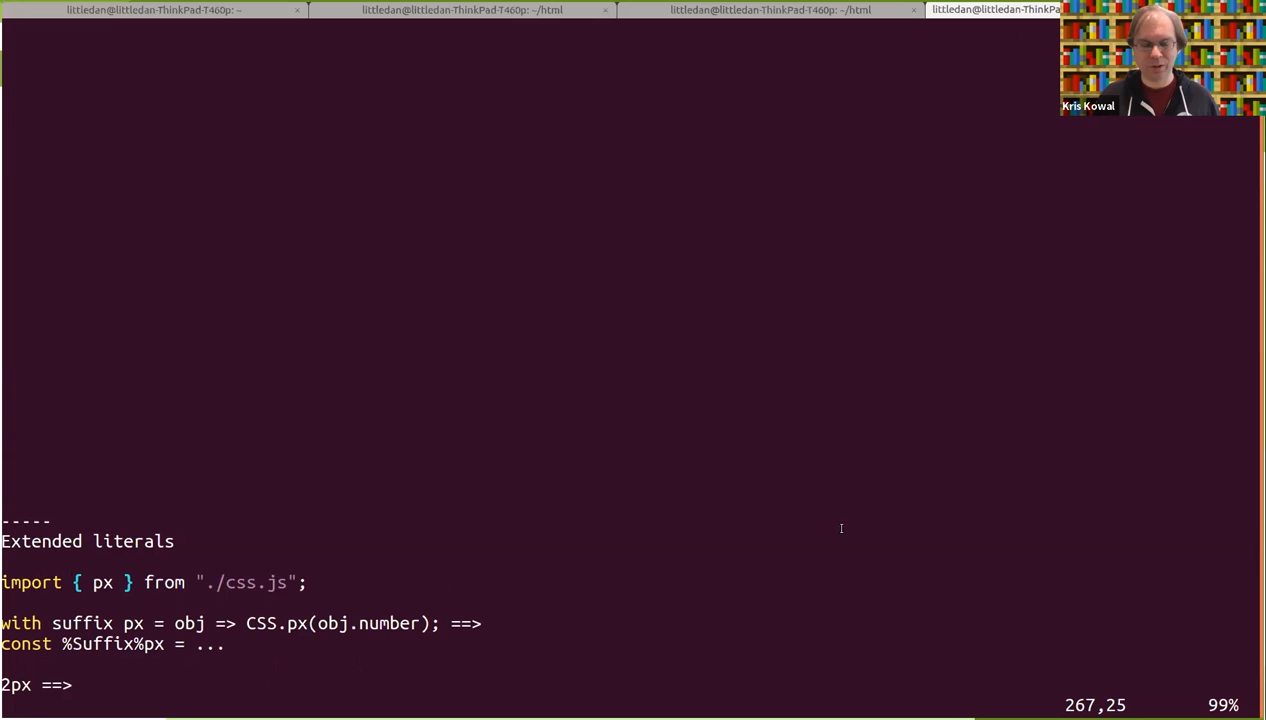 littledan@littledan-ThinkPad-T460p: ~ × littledan@littledan-ThinkPad-T460p: ~/html × littledan@littledan-ThinkPad-T460p: ~/html × littledan@littledan-ThinkPa
Kris Kowal
-----
Extended literals
import { px } from "./css.js";
with suffix px = obj => CSS.px(obj.number); ==>
const %Suffix%px = ...
2px ==>
267,25 99%